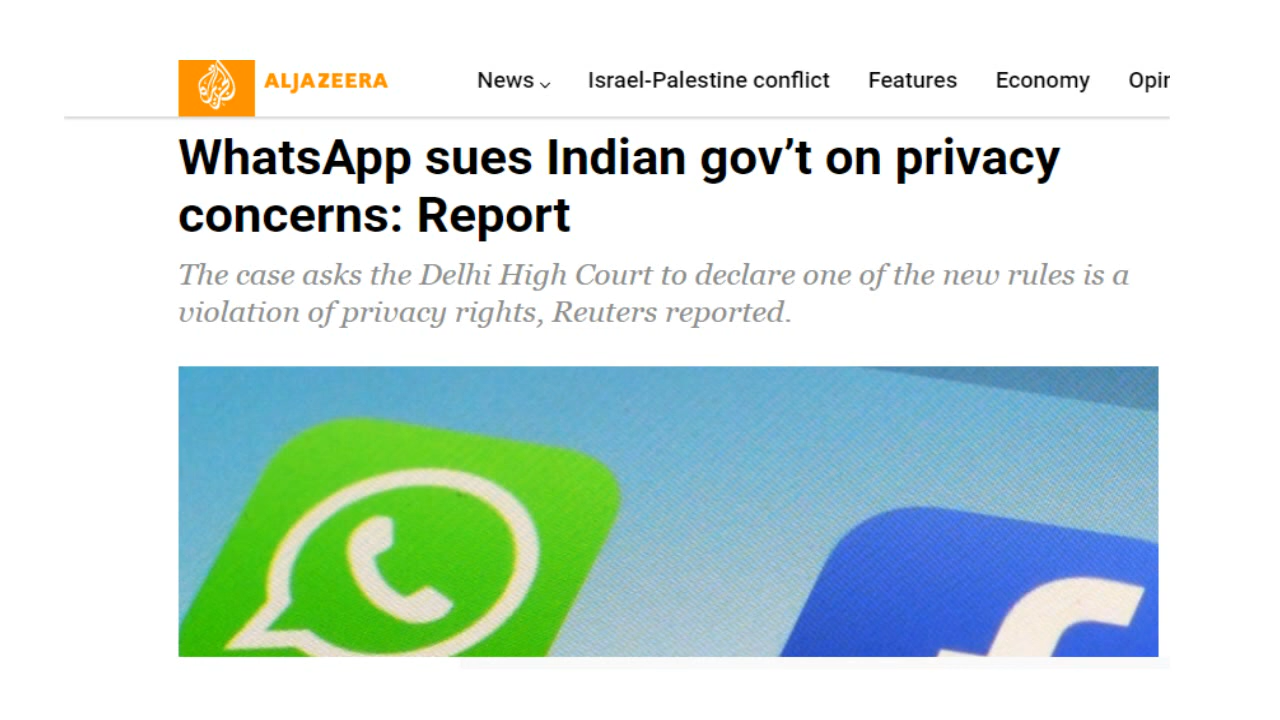 ALJAZEERA
News Israel-Palestine conflict Features Economy Opin
WhatsApp sues Indian gov’t on privacy
concerns: Report
The case asks the Delhi High Court to declare one of the new rules is a
violation of privacy rights, Reuters reported.